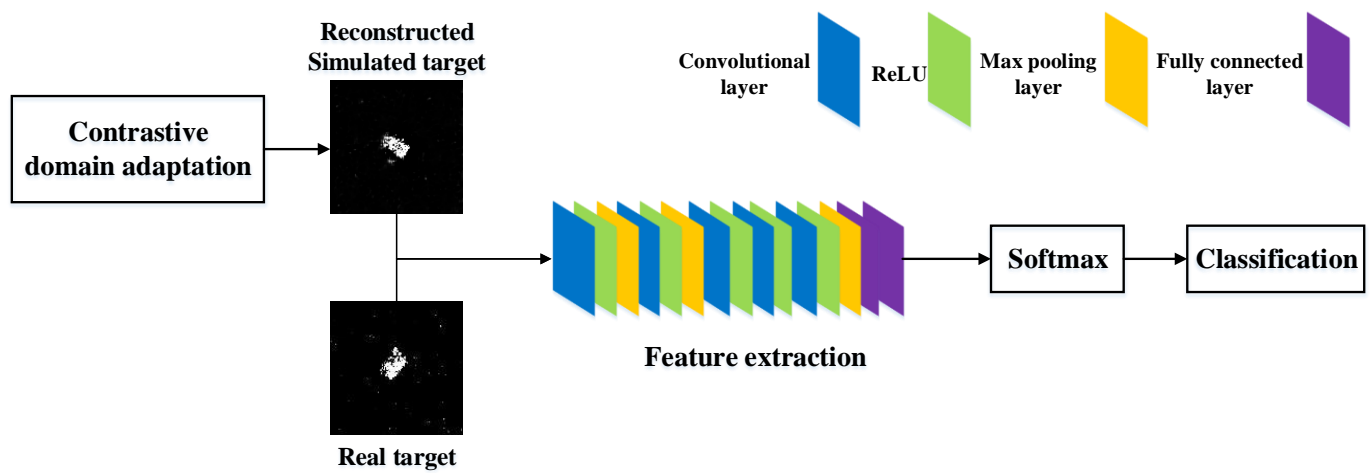 Reconstructed
Simulated target
Convolutional
layer
ReLU
Max pooling
layer
Fully connected
layer
Contrastive
domain adaptation
Softmax
Classification
Feature extraction
Real target